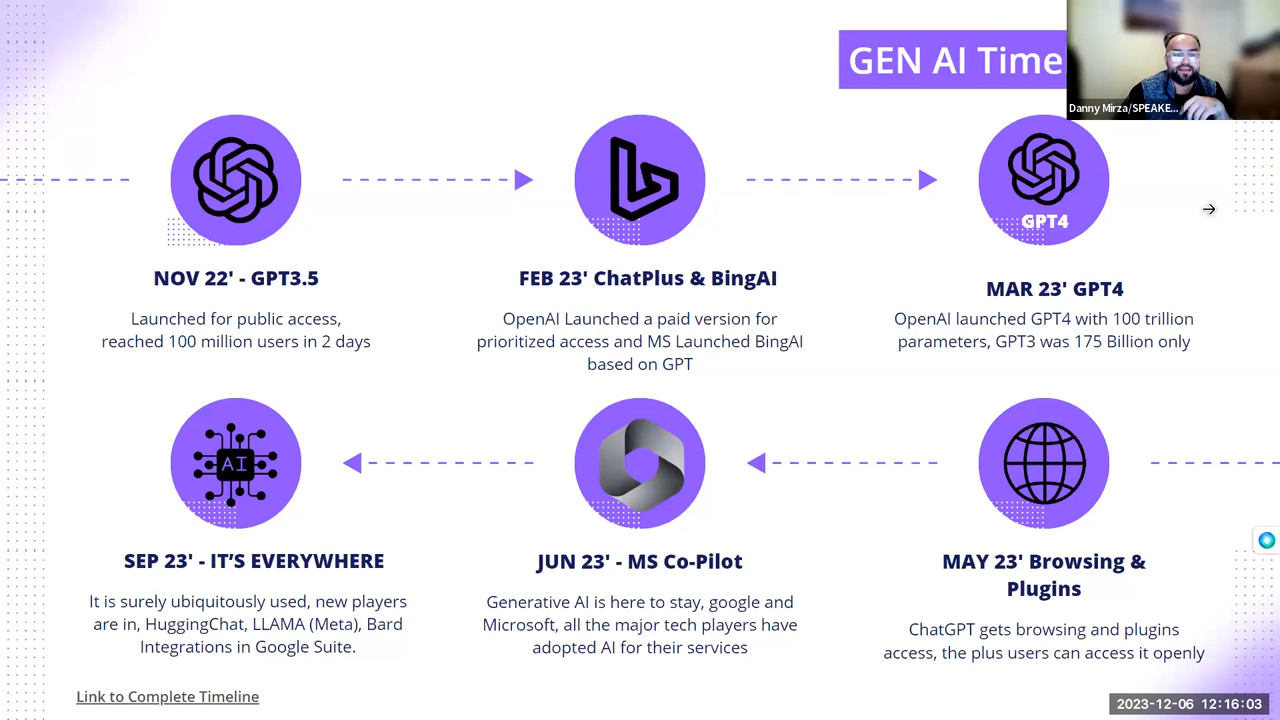 GEN AI Time
Danny Mirza/SPEAKE...
GPT4
NOV 22' - GPT3.5
Launched for public access,
reached 100 million users in 2 days
FEB 23' ChatPlus & BingAI
OpenAI Launched a paid version for
prioritized access and MS Launched BingAI
based on GPT
MAR 23' GPT4
OpenAI launched GPT4 with 100 trillion
parameters, GPT3 was 175 Billion only
AI
SEP 23' - IT’S EVERYWHERE
It is surely ubiquitously used, new players
are in, HuggingChat, LLAMA (Meta), Bard
Integrations in Google Suite.
JUN 23' - MS Co-Pilot
Generative AI is here to stay, google and
Microsoft, all the major tech players have
adopted AI for their services
MAY 23' Browsing &
Plugins
ChatGPT gets browsing and plugins
access, the plus users can access it openly
Link to Complete Timeline
2023-12-06 12:16:03